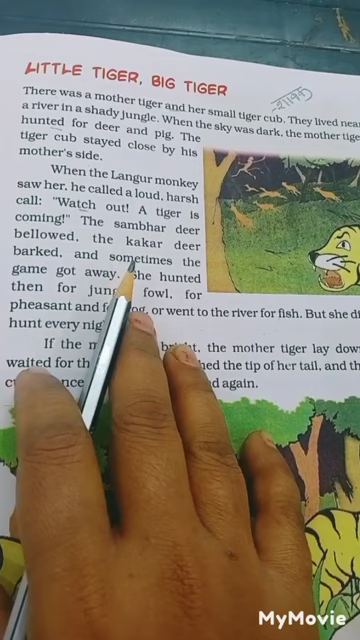 LITTLE TIGER, BIG TIGER
There was a mother tiger and her small tiger cub. They lived near
a river in a shady jungle. When the sky was dark, the mother tiger
hunted for deer and pig. The
tiger cub stayed close by his
mother's side.
When the Langur monkey
saw her, he called a loud, harsh
call: "Watch out! A tiger is
coming!" The sambhar deer
bellowed, the kakar deer
barked, and sometimes the
game got away. She hunted
then for fowl, for
pheasant and or went to the river for fish. But she
hunt every
If the the mother tiger lay down
waited for the tip of her tail, and
again.
MyMovie